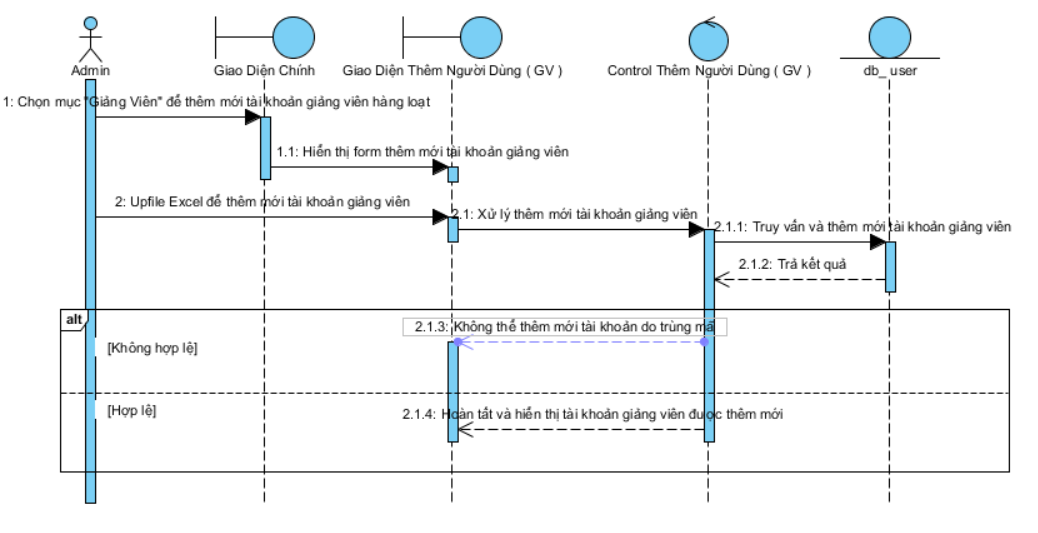 Admin
Giao Diện Chính
Giao Diện Thêm Người Dùng ( GV )
Control Thêm Người Dùng ( GV )
db_ user
1: Chọn mục "Giảng Viên" để thêm mới tài khoản giảng viên hàng loạt
1.1: Hiển thị form thêm mới tài khoản giảng viên
2: Upfile Excel để thêm mới tài khoản giảng viên
2.1: Xử lý thêm mới tài khoản giảng viên
2.1.1: Truy vấn và thêm mới tài khoản giảng viên
2.1.2: Trả kết quả
alt
2.1.3: Không thể thêm mới tài khoản do trùng mã
[Không hợp lệ]
[Hợp lệ]
2.1.4: Hoàn tất và hiển thị tài khoản giảng viên được thêm mới